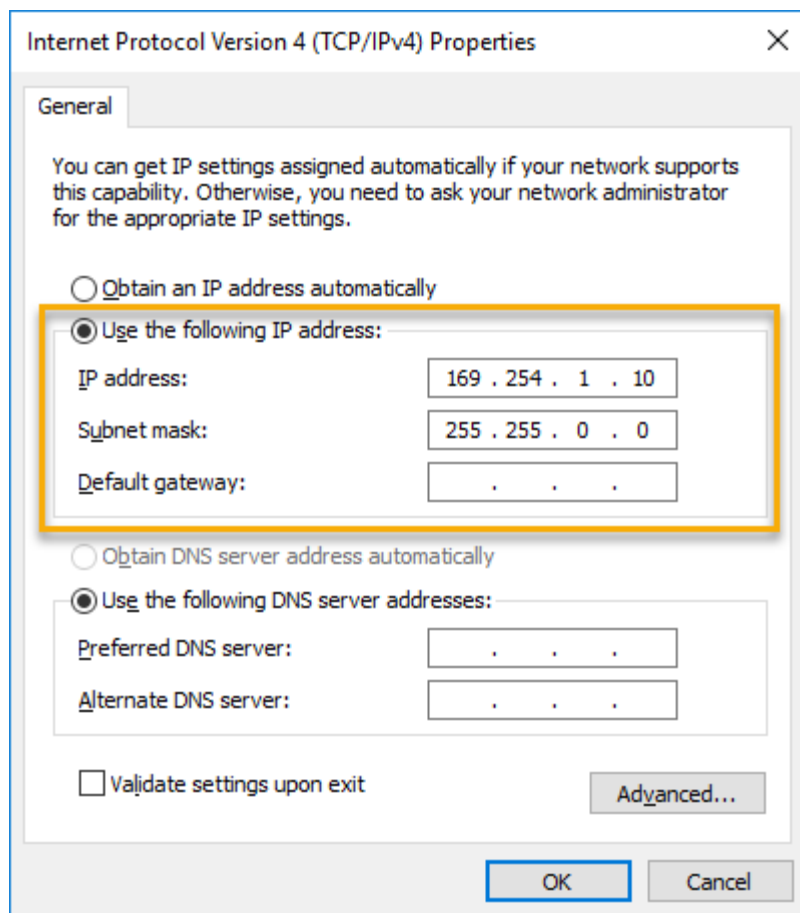 Internet Protocol Version 4 (TCP/IPv4) Properties
General
You can get IP settings assigned automatically if your network supports
this capability. Otherwise, you need to ask your network administrator
for the appropriate IP settings.
Obtain an IP address automatically
Use the following IP address:
IP address: 169 . 254 . 1 . 10
Subnet mask: 255 . 255 . 0 . 0
Default gateway: . . .
Obtain DNS server address automatically
Use the following DNS server addresses:
Preferred DNS server: . . .
Alternate DNS server: . . .
Validate settings upon exit
Advanced...
OK Cancel